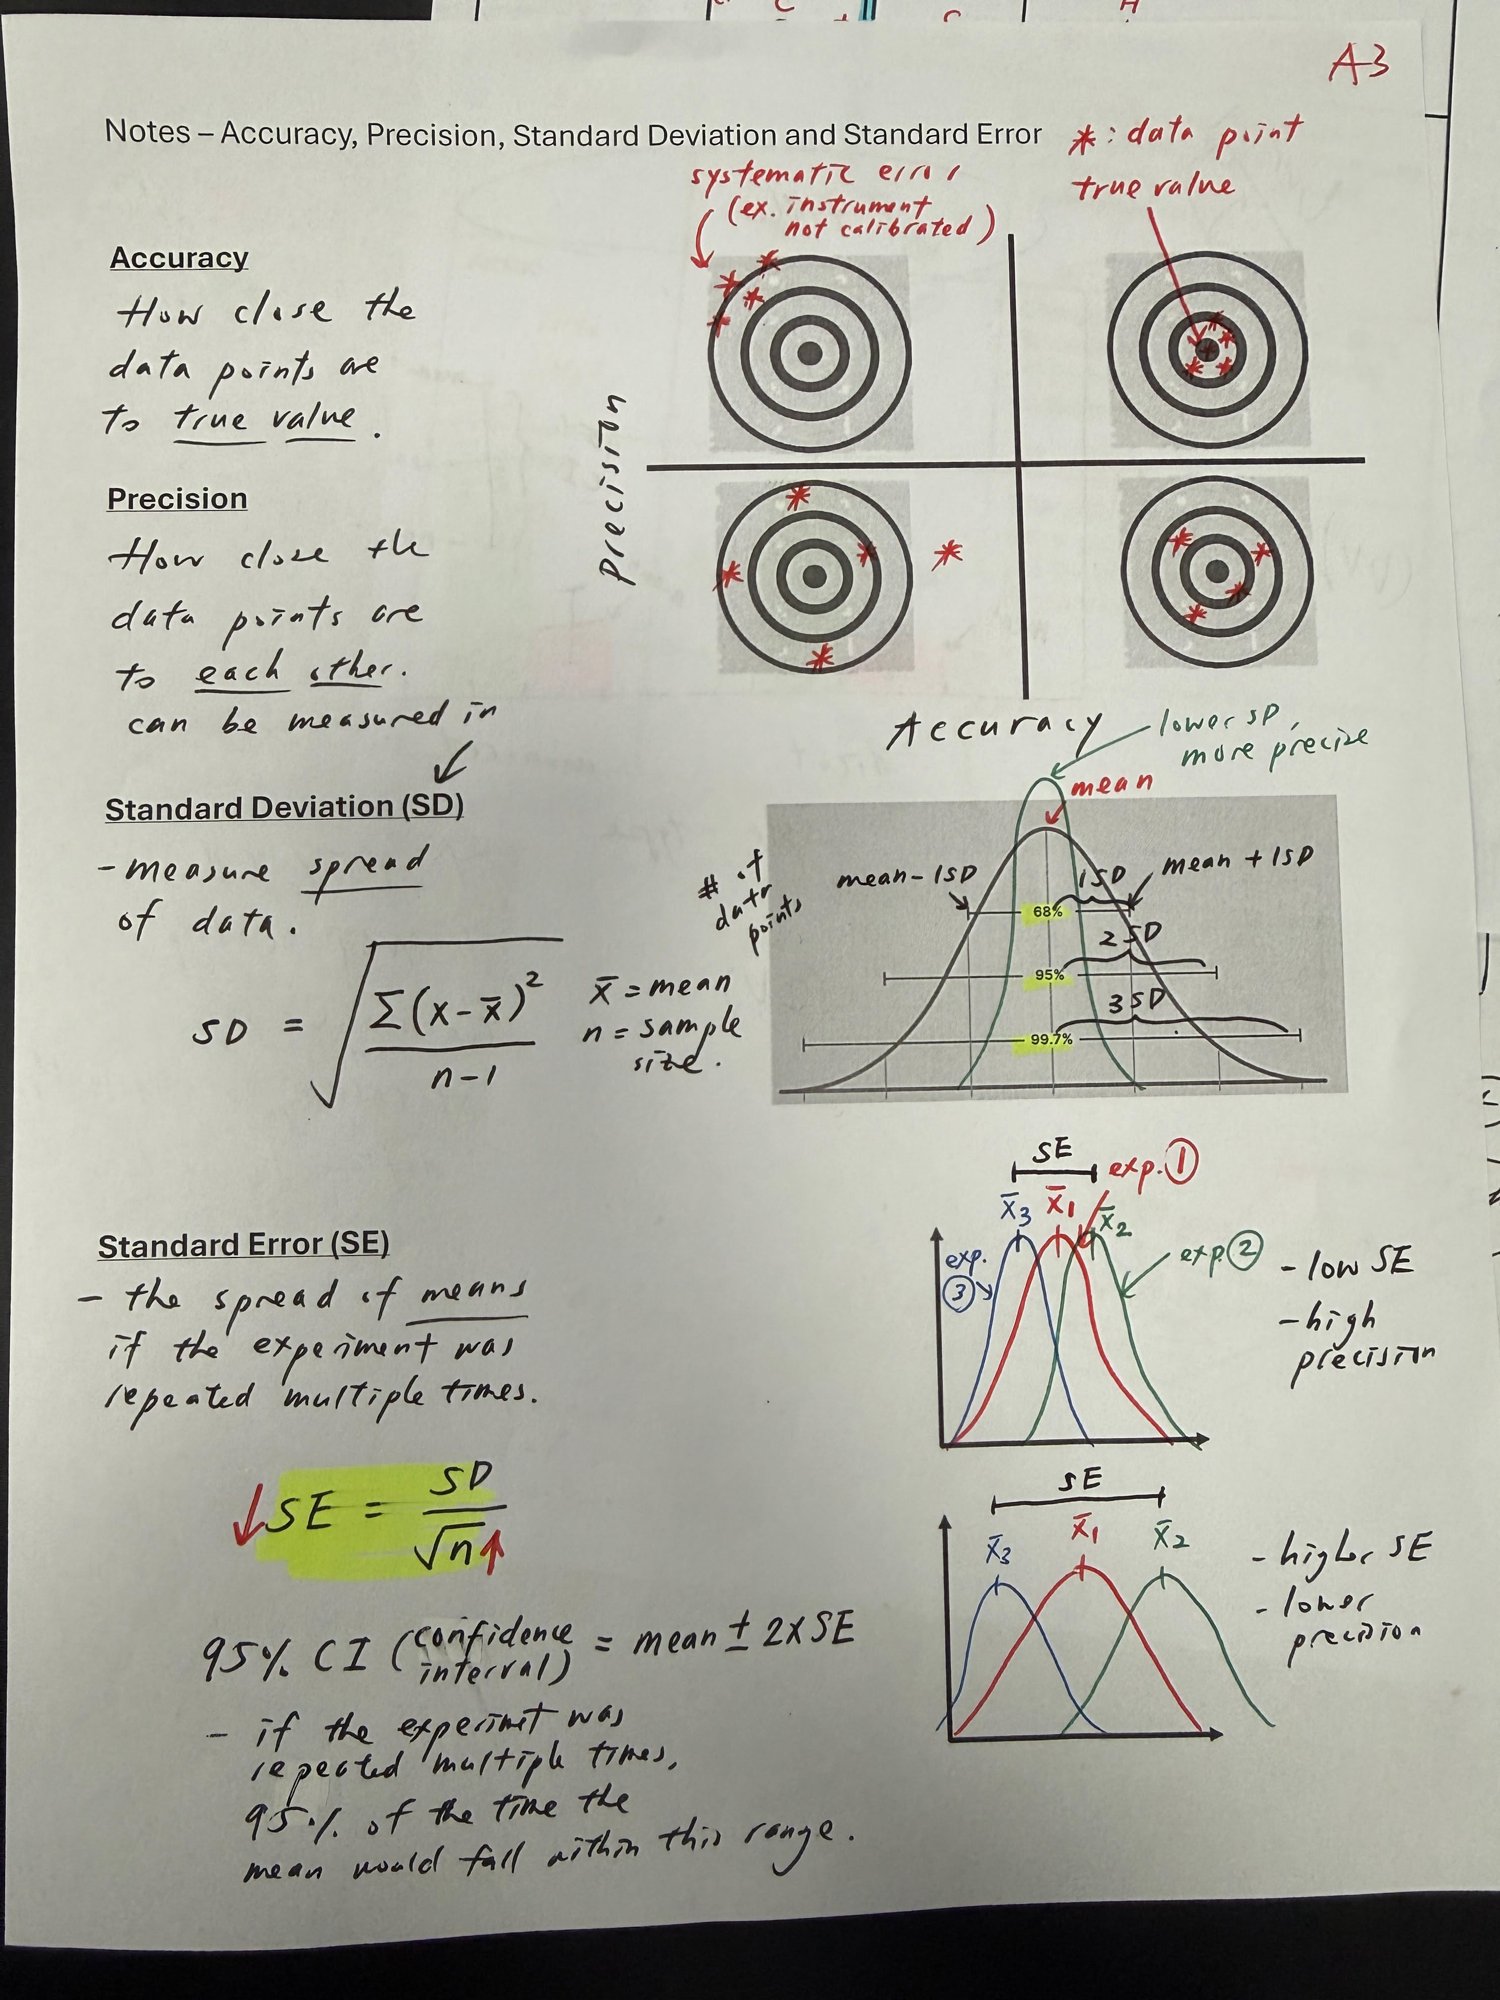 A3
Notes – Accuracy, Precision, Standard Deviation and Standard Error
*: data point
true value
systematic error
(ex. instrument
not calibrated)
Accuracy
How close the
data points are
to true value.
Precision
How close the
data points are
to each other.
can be measured in
Precision
Accuracy
lower SD,
more precise
mean
Standard Deviation (SD)
- measure spread
of data.
SD = √(Σ(x-x̄)²/(n-1))
x̄ = mean
n = sample
size.
# of
data
points
mean-1SD
1SD
mean+1SD
68%
2SD
95%
3SD
99.7%
Standard Error (SE)
- the spread of means
if the experiment was
repeated multiple times.
↓SE = SD/√n↑
95% CI (confidence
interval) = mean ± 2xSE
- if the experimet was
repeated multiple times,
95% of the time the
mean would fall within this range.
SE
exp.①
x̄3 x̄1 x̄2
exp.
③
exp.②
- low SE
- high
precision
SE
x̄3 x̄1 x̄2
- higher SE
- lower
precision